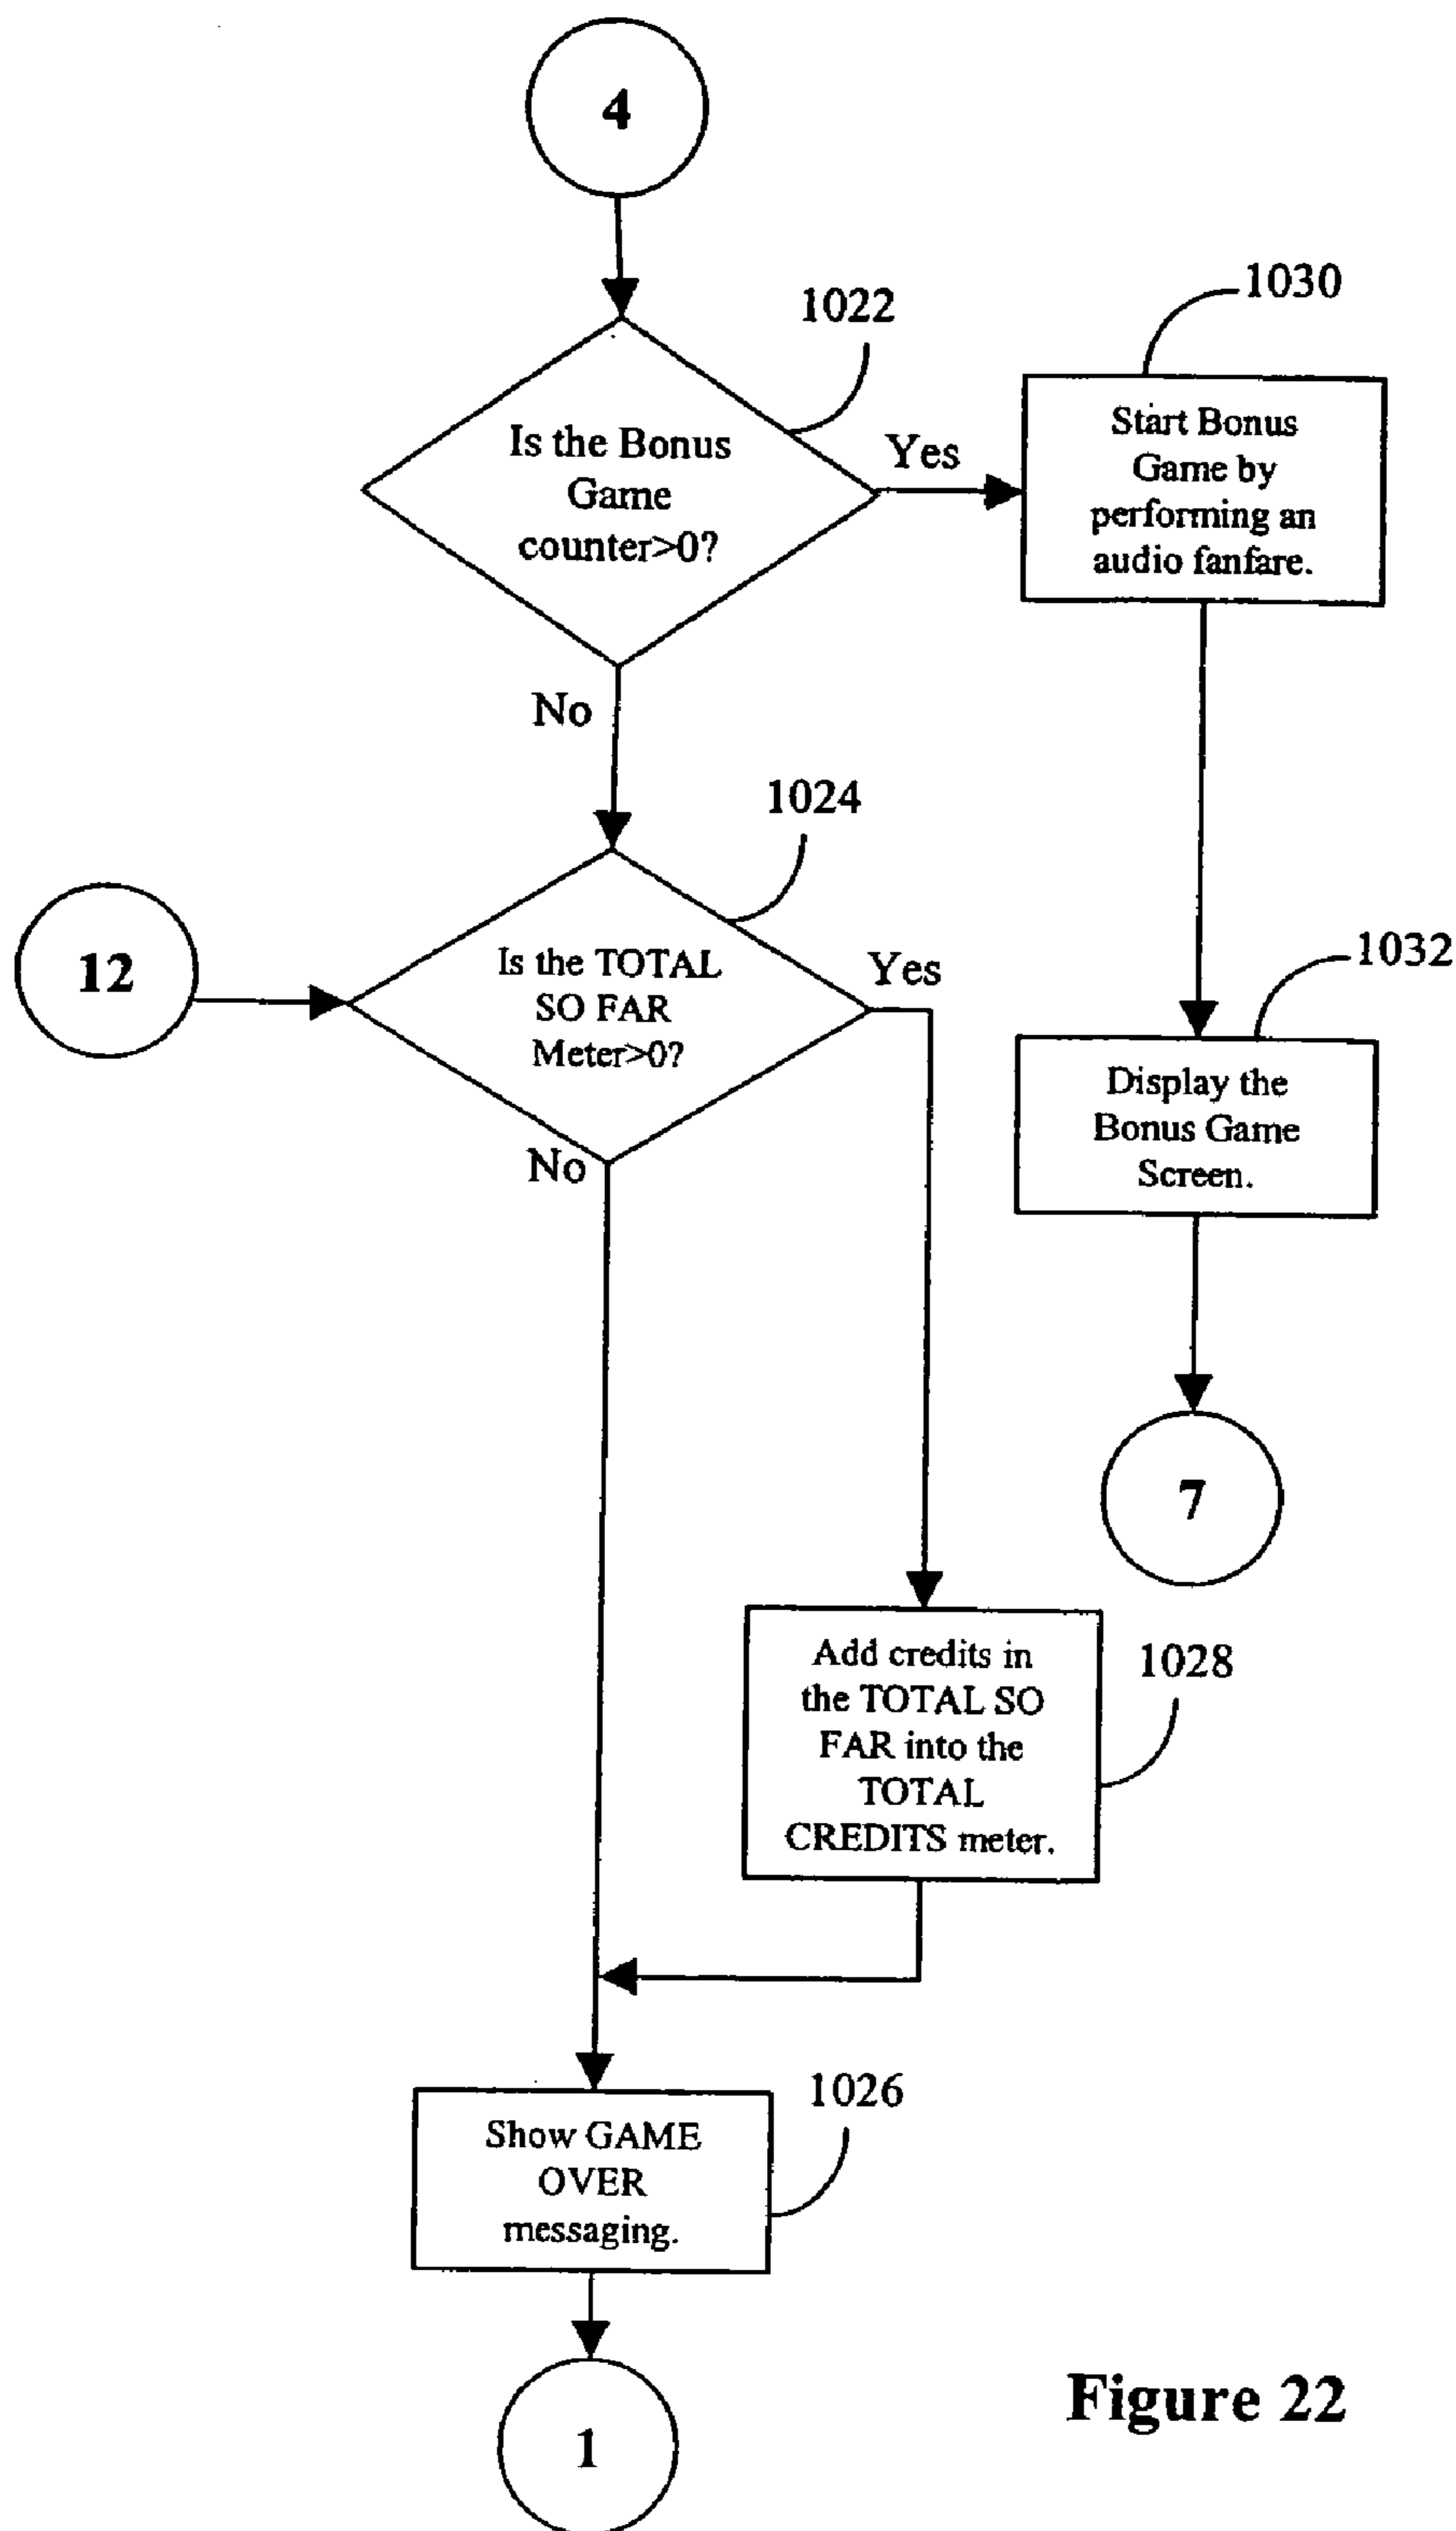 4
1022
1030
Is the Bonus
Game
counter>0?
Yes
Start Bonus
Game by
performing an
audio fanfare.
No
1024
12
Is the TOTAL
SO FAR
Meter>0?
Yes
1032
Display the
Bonus Game
Screen.
No
7
Add credits in
the TOTAL SO
FAR into the
TOTAL
CREDITS meter.
1028
1026
Show GAME
OVER
messaging.
1
Figure 22